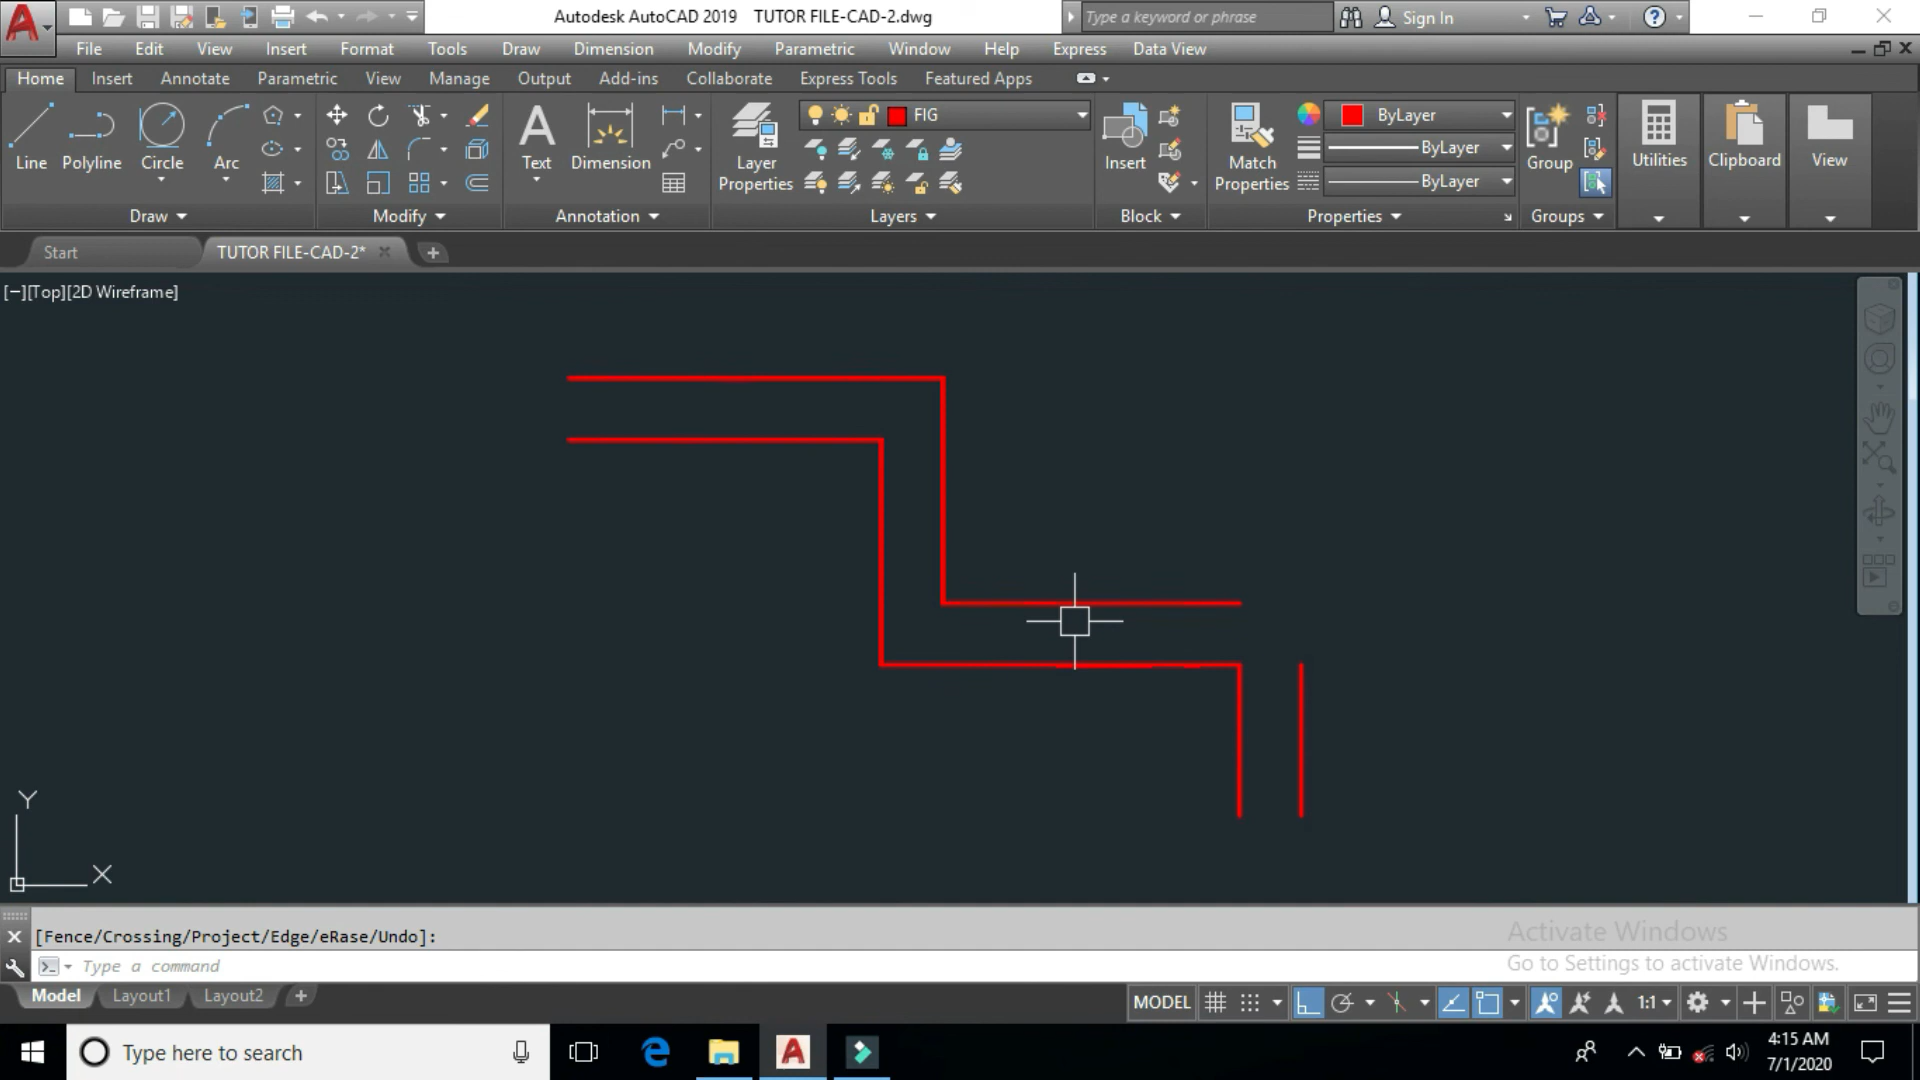 Autodesk AutoCAD 2019 TUTOR FILE-CAD-2.dwg
Type a keyword or phrase
Sign In
File Edit View Insert Format Tools Draw Dimension Modify Parametric Window Help Express Data View
Home Insert Annotate Parametric View Manage Output Add-ins Collaborate Express Tools Featured Apps
FIG
ByLayer
ByLayer
ByLayer
Line Polyline Circle Arc
Text Dimension
Layer Properties
Insert
Match Properties
Group
Utilities
Clipboard
View
Draw Modify Annotation Layers Block Properties Groups
Start TUTOR FILE-CAD-2*
[−][Top][2D Wireframe]
Y
X
[Fence/Crossing/Project/Edge/eRase/Undo]:
Type a command
Activate Windows
Go to Settings to activate Windows.
Model Layout1 Layout2
MODEL 1:1
Type here to search
4:15 AM
7/1/2020